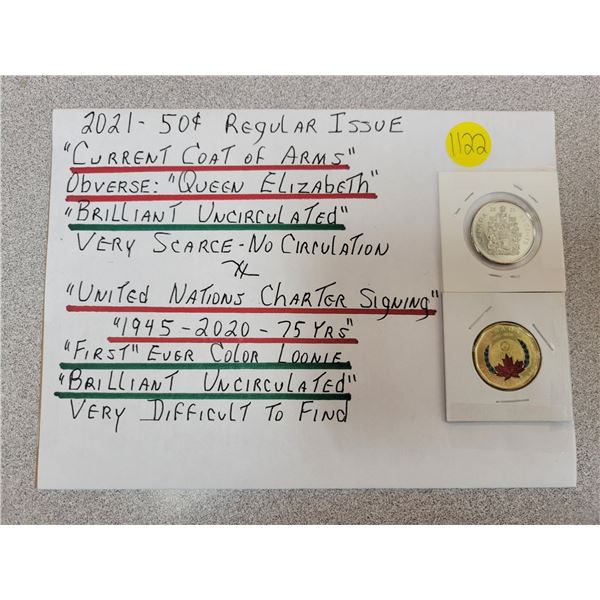 2021- 50¢ REGULAR ISSUE
"CURRENT COAT OF ARMS"
OBVERSE: "QUEEN ELIZABETH"
"BRILLIANT UNCIRCULATED"
VERY SCARCE - NO CIRCULATION
"UNITED NATIONS CHARTER SIGNING"
"1945-2020-75 YRS"
"FIRST" EVER COLOR LOONIE
"BRILLIANT UNCIRCULATED"
VERY DIFFICULT TO FIND
1122